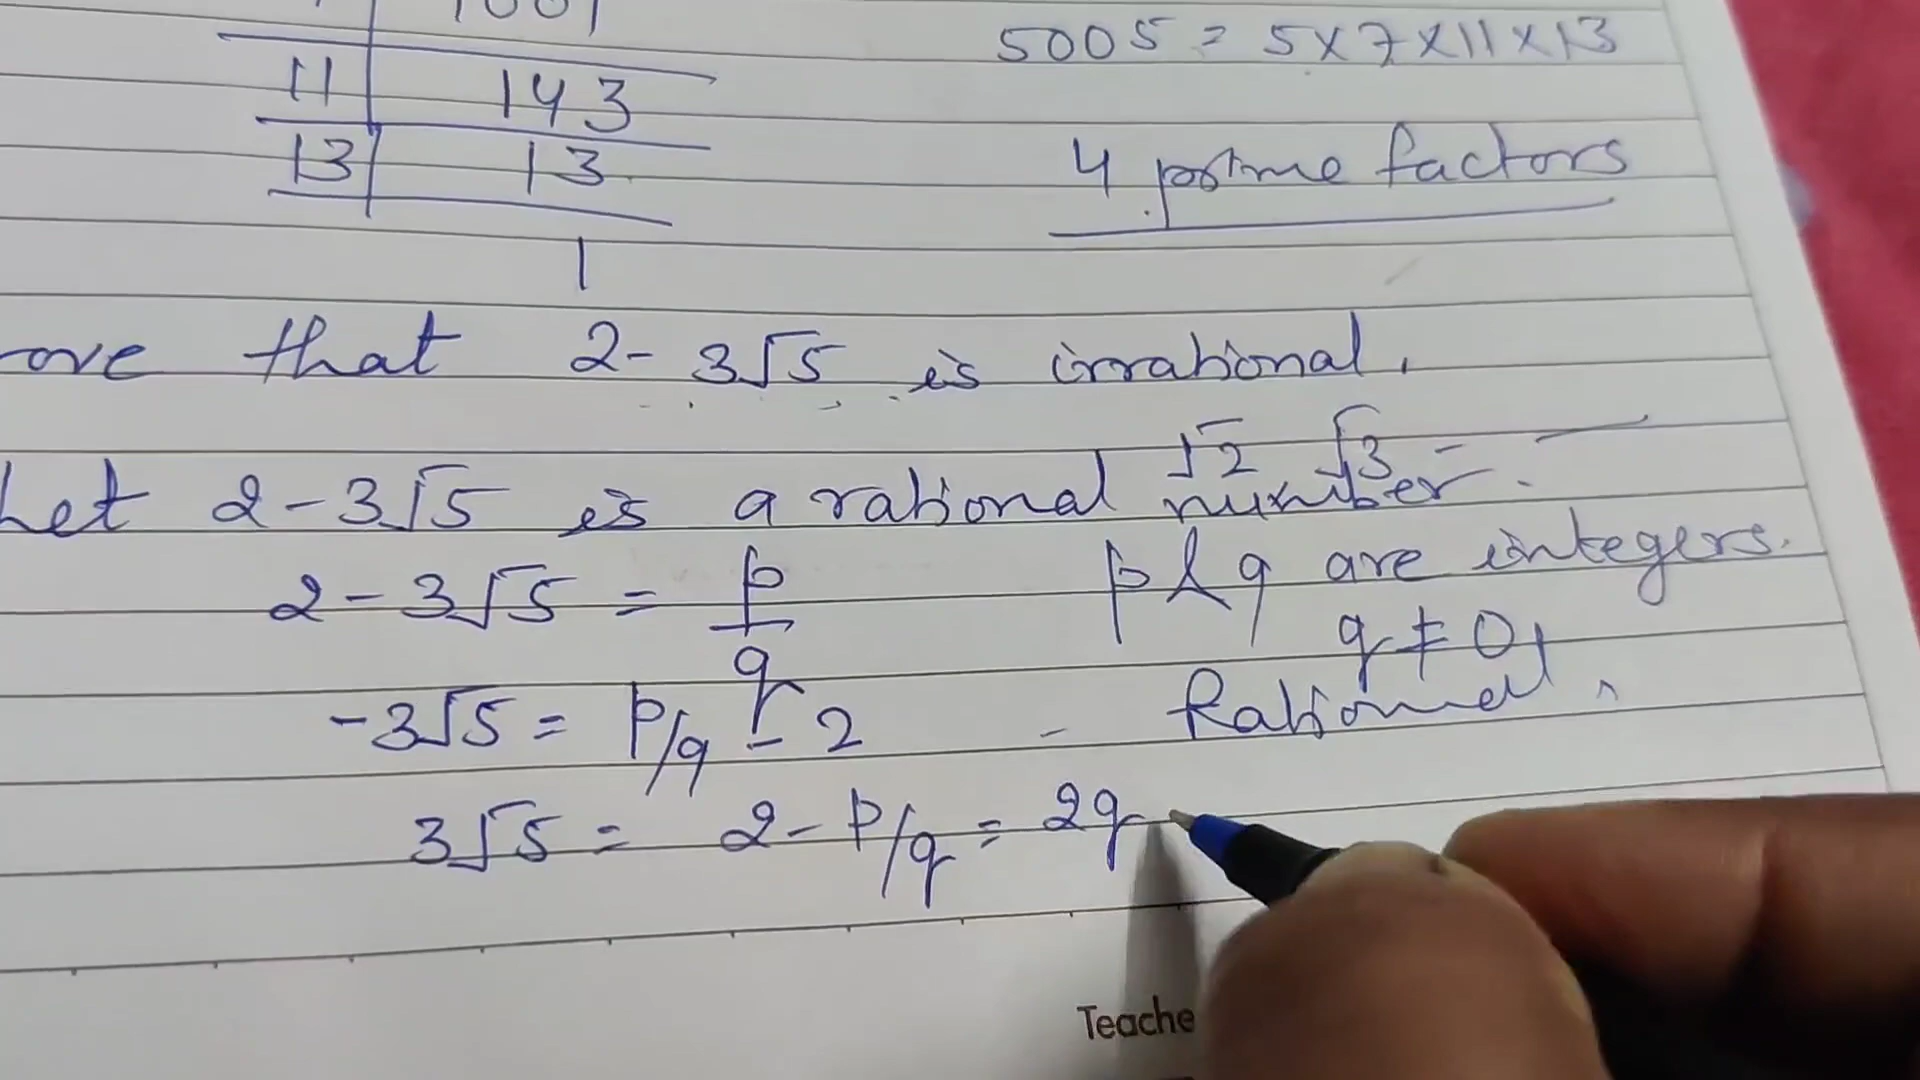 1001
5005 = 5×7×11×13
11 143
13 13
4 prime factors
1
ove that 2-3√5 is irrational.
√2 √3
Let 2-3√5 is a rational number.
2-3√5 = p/q p & q are integers.
q ≠ 0,
-3√5 = p/q - 2 - Rational.
3√5 = 2- p/q = 2q
Teache